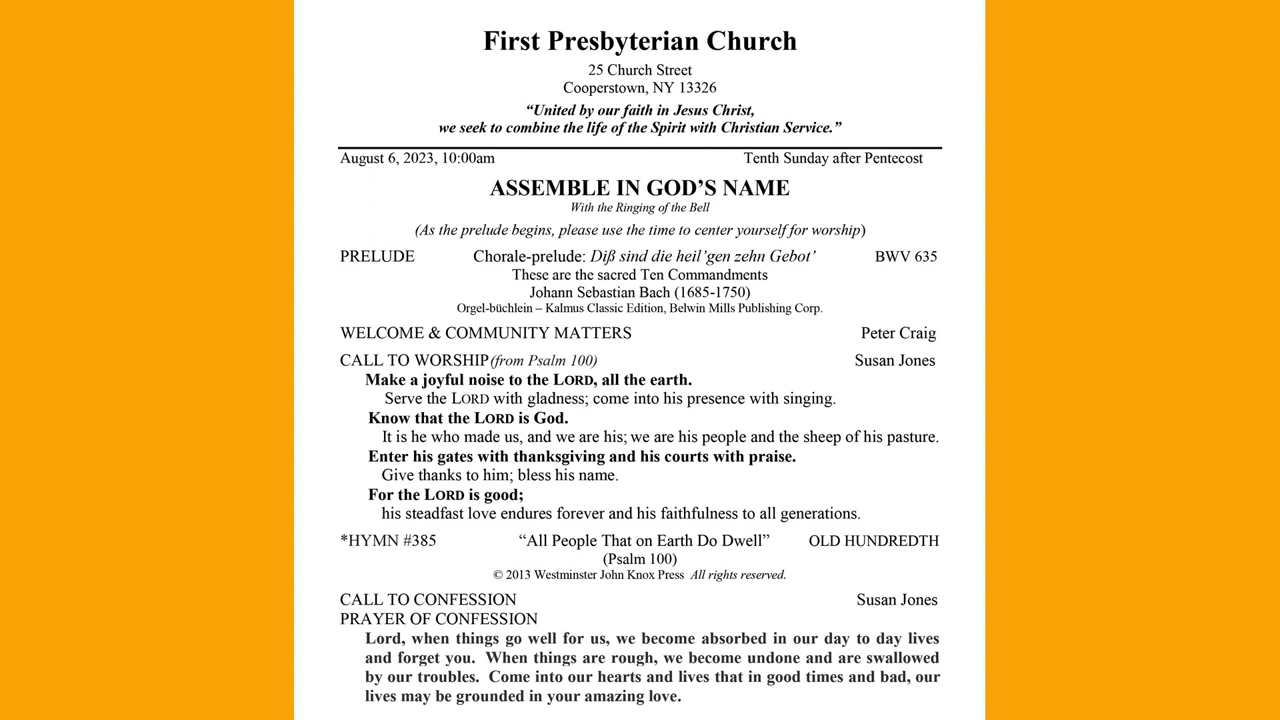 First Presbyterian Church
25 Church Street
Cooperstown, NY 13326
“United by our faith in Jesus Christ,
we seek to combine the life of the Spirit with Christian Service.”
August 6, 2023, 10:00am Tenth Sunday after Pentecost
ASSEMBLE IN GOD’S NAME
With the Ringing of the Bell
(As the prelude begins, please use the time to center yourself for worship)
PRELUDE Chorale-prelude: Diß sind die heil’gen zehn Gebot’ BWV 635
These are the sacred Ten Commandments
Johann Sebastian Bach (1685-1750)
Orgel-büchlein – Kalmus Classic Edition, Belwin Mills Publishing Corp.
WELCOME & COMMUNITY MATTERS Peter Craig
CALL TO WORSHIP (from Psalm 100) Susan Jones
Make a joyful noise to the LORD, all the earth.
Serve the LORD with gladness; come into his presence with singing.
Know that the LORD is God.
It is he who made us, and we are his; we are his people and the sheep of his pasture.
Enter his gates with thanksgiving and his courts with praise.
Give thanks to him; bless his name.
For the LORD is good;
his steadfast love endures forever and his faithfulness to all generations.
*HYMN #385 “All People That on Earth Do Dwell” OLD HUNDREDTH
(Psalm 100)
© 2013 Westminster John Knox Press All rights reserved.
CALL TO CONFESSION Susan Jones
PRAYER OF CONFESSION
Lord, when things go well for us, we become absorbed in our day to day lives
and forget you. When things are rough, we become undone and are swallowed
by our troubles. Come into our hearts and lives that in good times and bad, our
lives may be grounded in your amazing love.